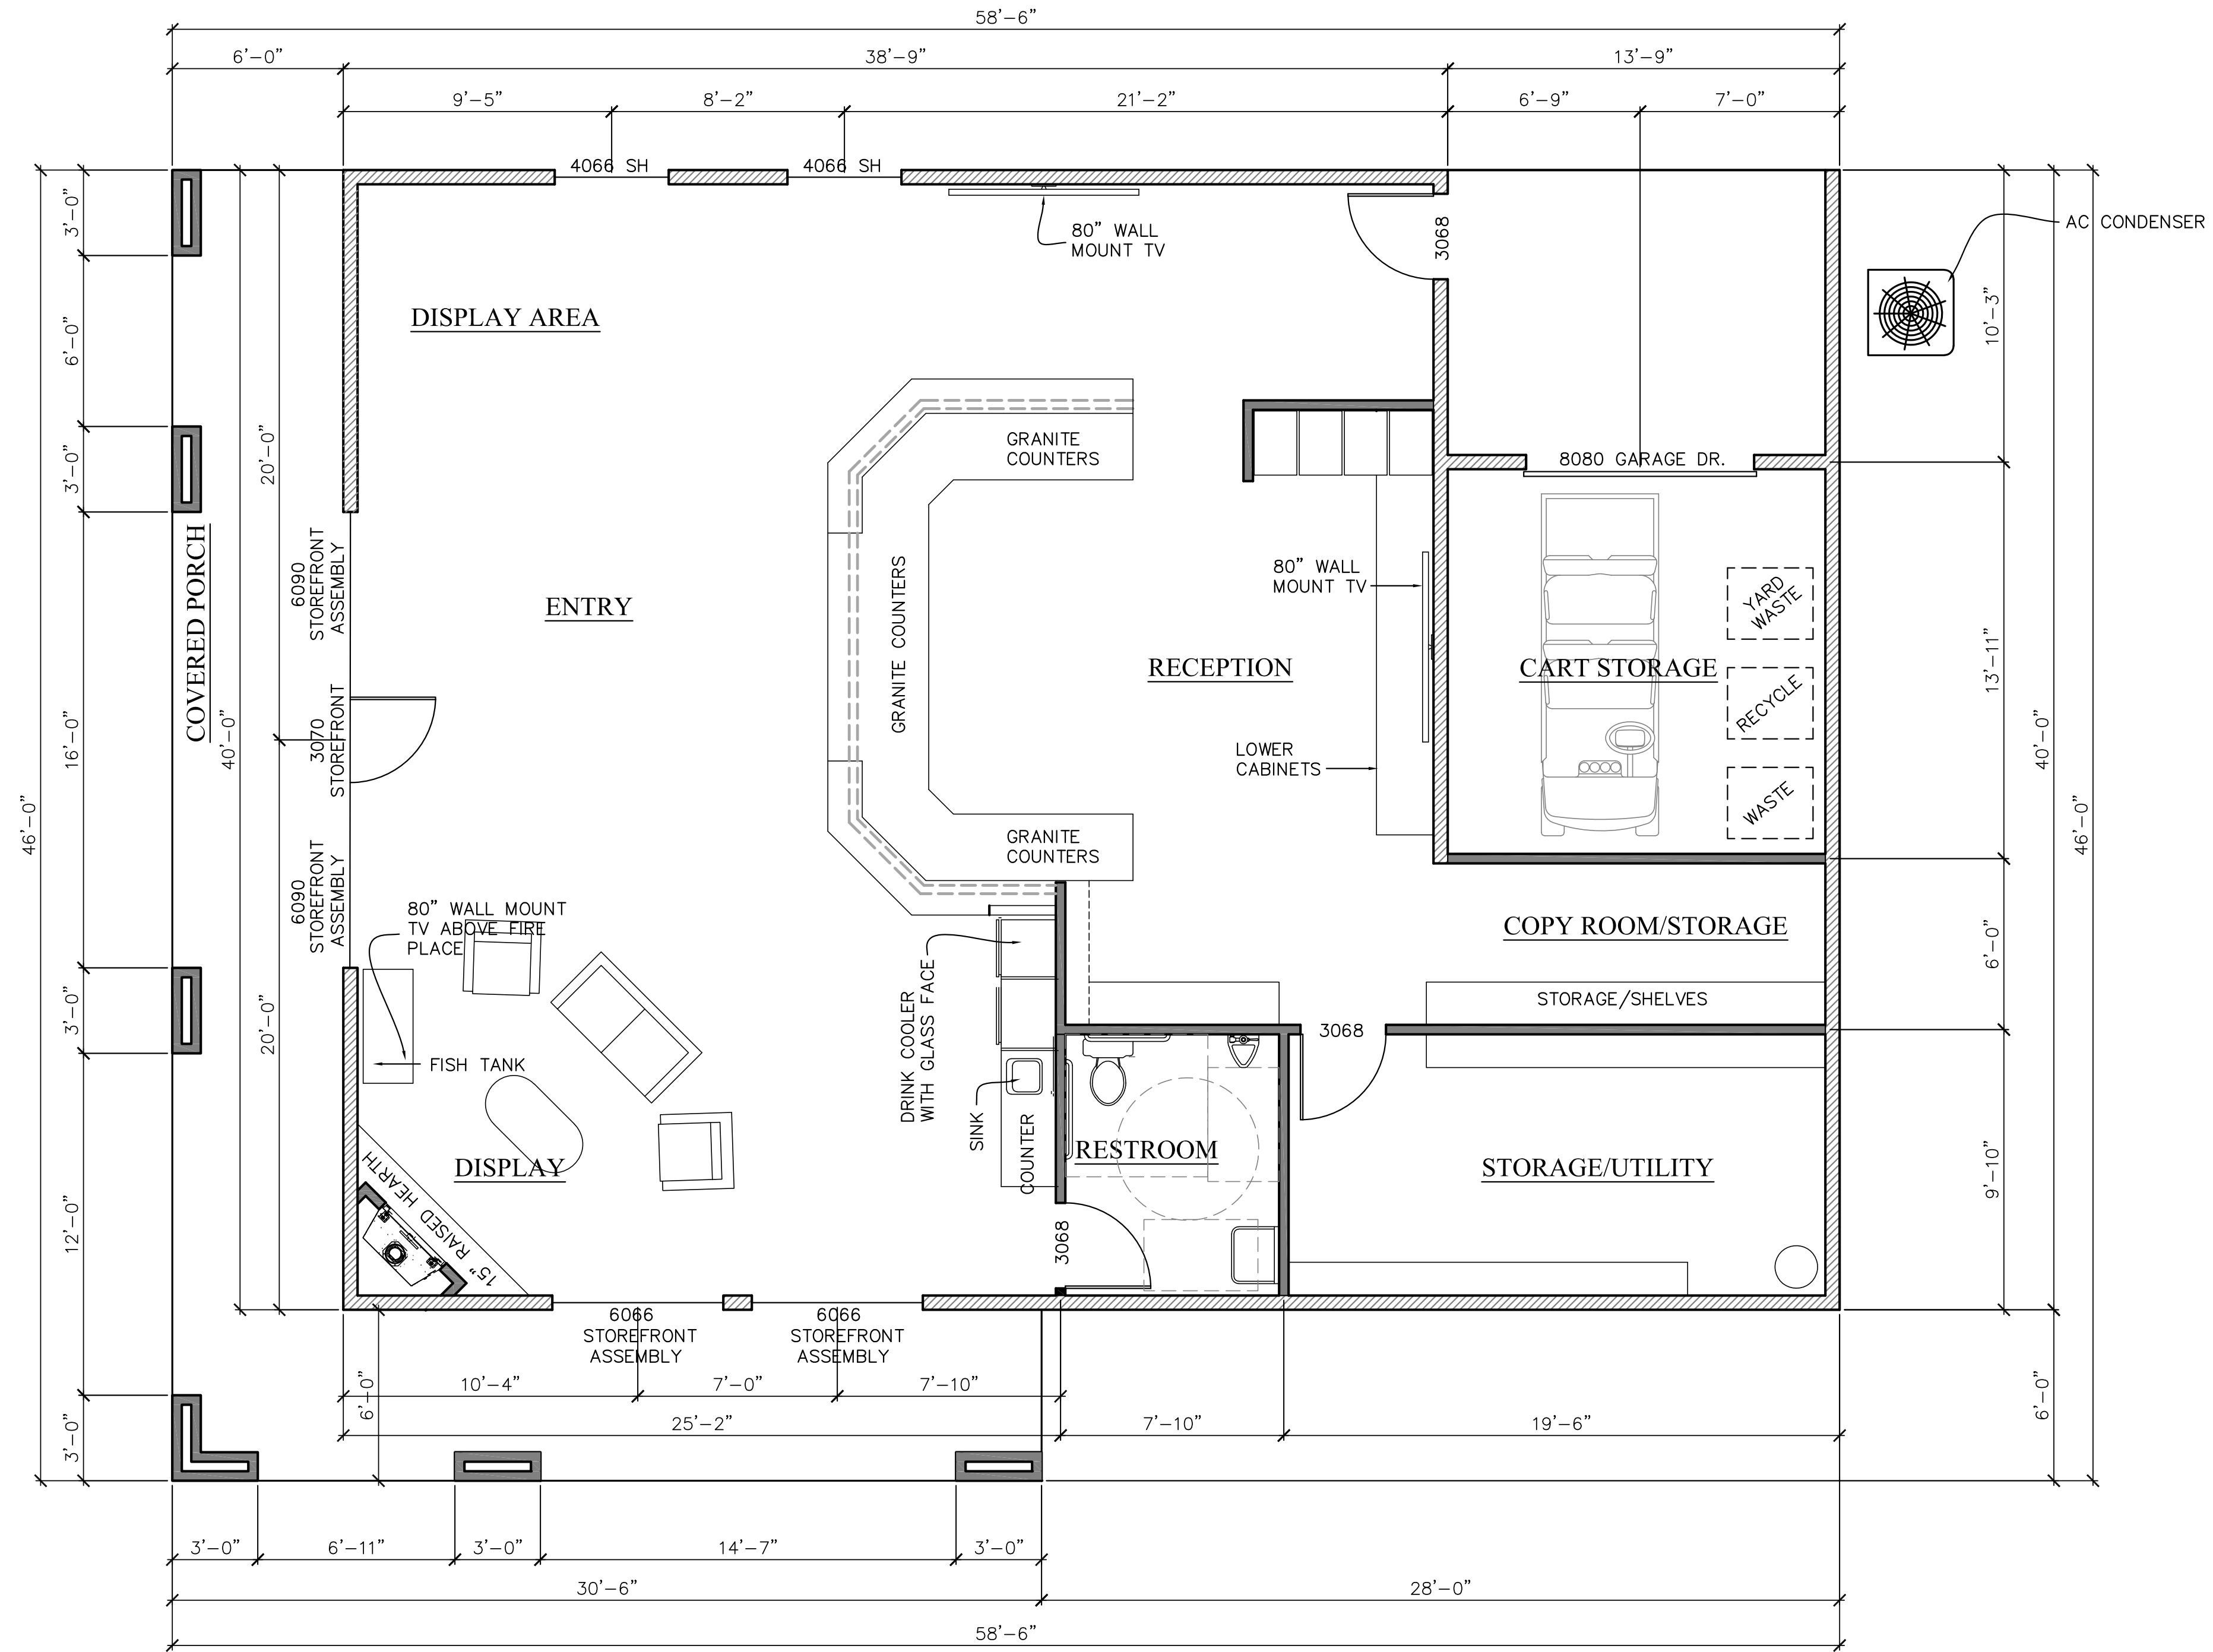 58'-6"
6'-0"
38'-9"
13'-9"
9'-5"
8'-2"
21'-2"
6'-9"
7'-0"
4066 SH
4066 SH
80" WALL
MOUNT TV
3068
AC CONDENSER
DISPLAY AREA
3'-0"
6'-0"
3'-0"
16'-0"
3'-0"
12'-0"
3'-0"
46'-0"
40'-0"
20'-0"
20'-0"
COVERED PORCH
6090
STOREFRONT
ASSEMBLY
3070
STOREFRONT
6090
STOREFRONT
ASSEMBLY
ENTRY
GRANITE
COUNTERS
GRANITE COUNTERS
GRANITE
COUNTERS
RECEPTION
80" WALL
MOUNT TV
LOWER
CABINETS
8080 GARAGE DR.
CART STORAGE
YARD
WASTE
RECYCLE
WASTE
10'-3"
13'-11"
6'-0"
9'-10"
40'-0"
46'-0"
6'-0"
COPY ROOM/STORAGE
STORAGE/SHELVES
3068
80" WALL MOUNT
TV ABOVE FIRE
PLACE
FISH TANK
DRINK COOLER
WITH GLASS FACE
SINK
COUNTER
DISPLAY
15" RAISED HEARTH
RESTROOM
3068
STORAGE/UTILITY
6066
STOREFRONT
ASSEMBLY
6066
STOREFRONT
ASSEMBLY
6'-0"
10'-4"
7'-0"
7'-10"
25'-2"
7'-10"
19'-6"
3'-0"
6'-11"
3'-0"
14'-7"
3'-0"
30'-6"
28'-0"
58'-6"